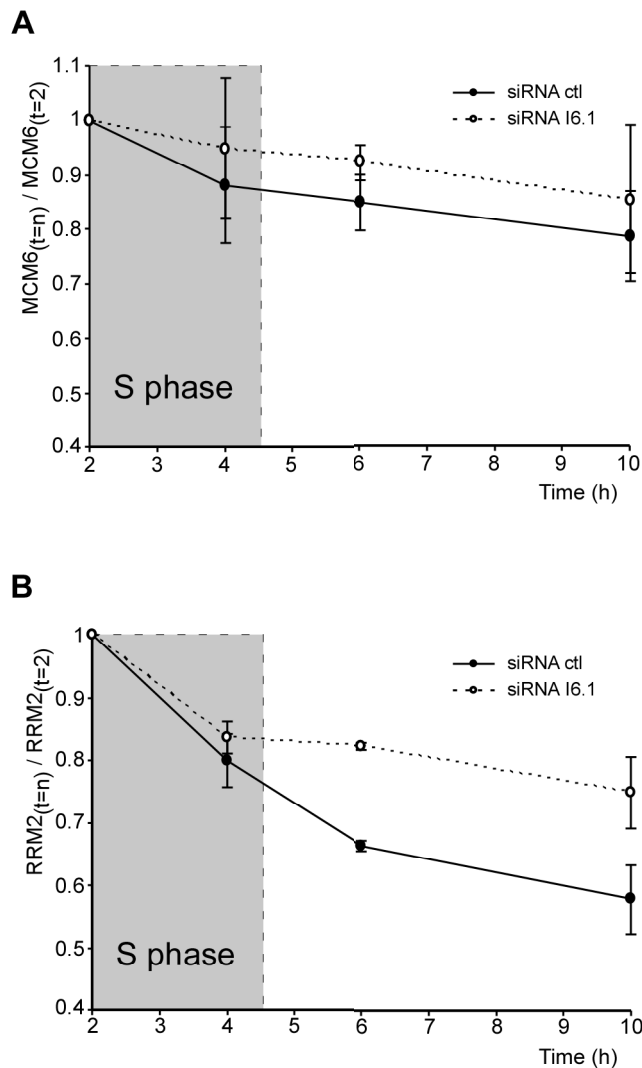 A
1.1
1
0.9
0.8
0.7
0.6
0.5
0.4
MCM6(t=n) / MCM6(t=2)
siRNA ctl
siRNA I6.1
S phase
2 3 4 5 6 7 8 9 10
Time (h)
B
1
0.9
0.8
0.7
0.6
0.5
0.4
RRM2(t=n) / RRM2(t=2)
siRNA ctl
siRNA I6.1
S phase
2 3 4 5 6 7 8 9 10
Time (h)